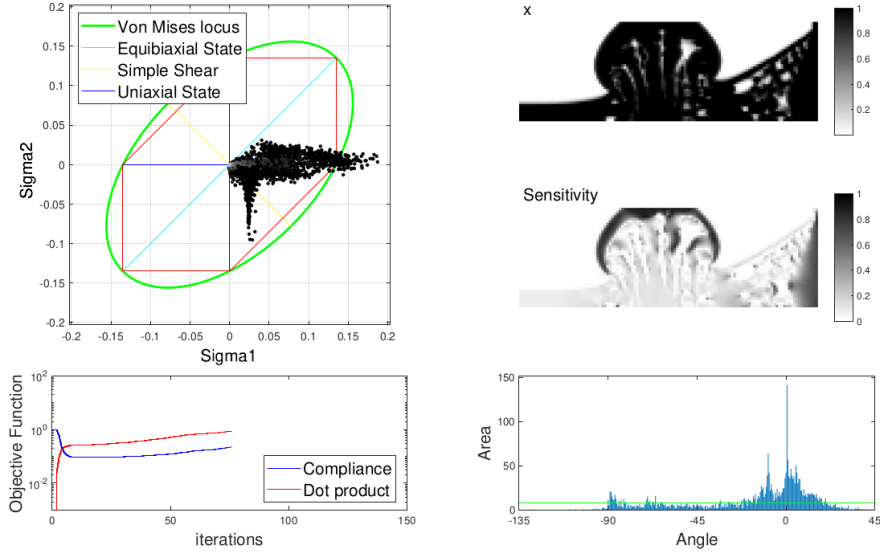 Von Mises locus
Equibiaxial State
Simple Shear
Uniaxial State
0.2
0.15
0.1
0.05
0
-0.05
-0.1
-0.15
-0.2
Sigma2
-0.2 -0.15 -0.1 -0.05 0 0.05 0.1 0.15 0.2
Sigma1
x
1
0.8
0.6
0.4
0.2
Sensitivity
1
0.8
0.6
0.4
0.2
0
Objective Function
10^2
10^0
10^-2
Compliance
Dot product
0 50 100 150
iterations
Area
150
100
50
0
-135 -90 -45 0 45
Angle